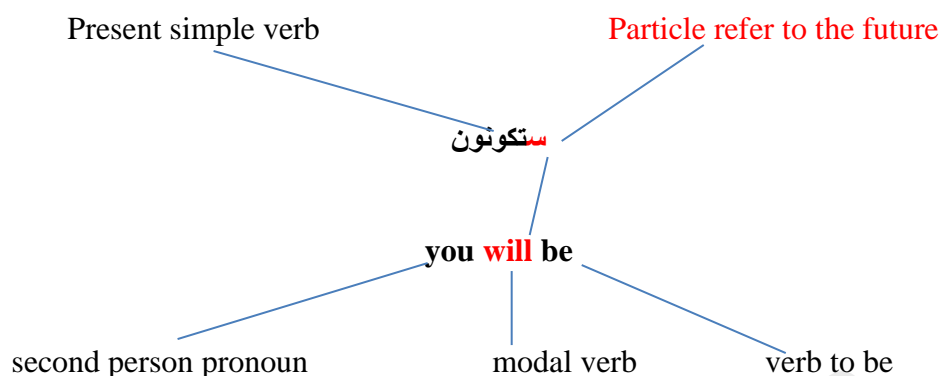 Present simple verb
Particle refer to the future
ستكونون
you will be
second person pronoun
modal verb
verb to be